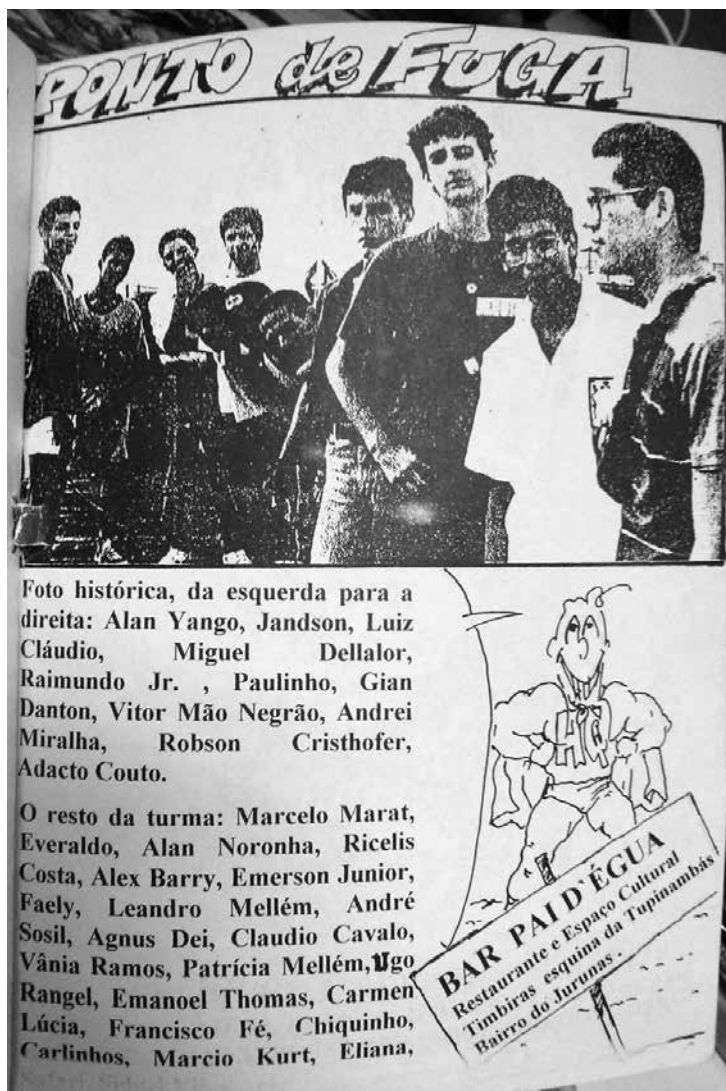 PONTO de FUGA
Foto histórica, da esquerda para a
direita: Alan Yango, Jandson, Luiz
Cláudio, Miguel Dellalor,
Raimundo Jr. , Paulinho, Gian
Danton, Vitor Mão Negrão, Andrei
Miralha, Robson Cristhofer,
Adacto Couto.
O resto da turma: Marcelo Marat,
Everaldo, Alan Noronha, Ricelis
Costa, Alex Barry, Emerson Junior,
Faely, Leandro Mellém, André
Sosil, Agnus Dei, Claudio Cavalo,
Vânia Ramos, Patrícia Mellém, Ugo
Rangel, Emanoel Thomas, Carmen
Lúcia, Francisco Fé, Chiquinho,
Carlinhos, Marcio Kurt, Eliana,
HQ
BAR PAI D`ÉGUA
Restaurante e Espaço Cultural
Timbiras esquina da Tupinambás
Bairro do Jurunas.